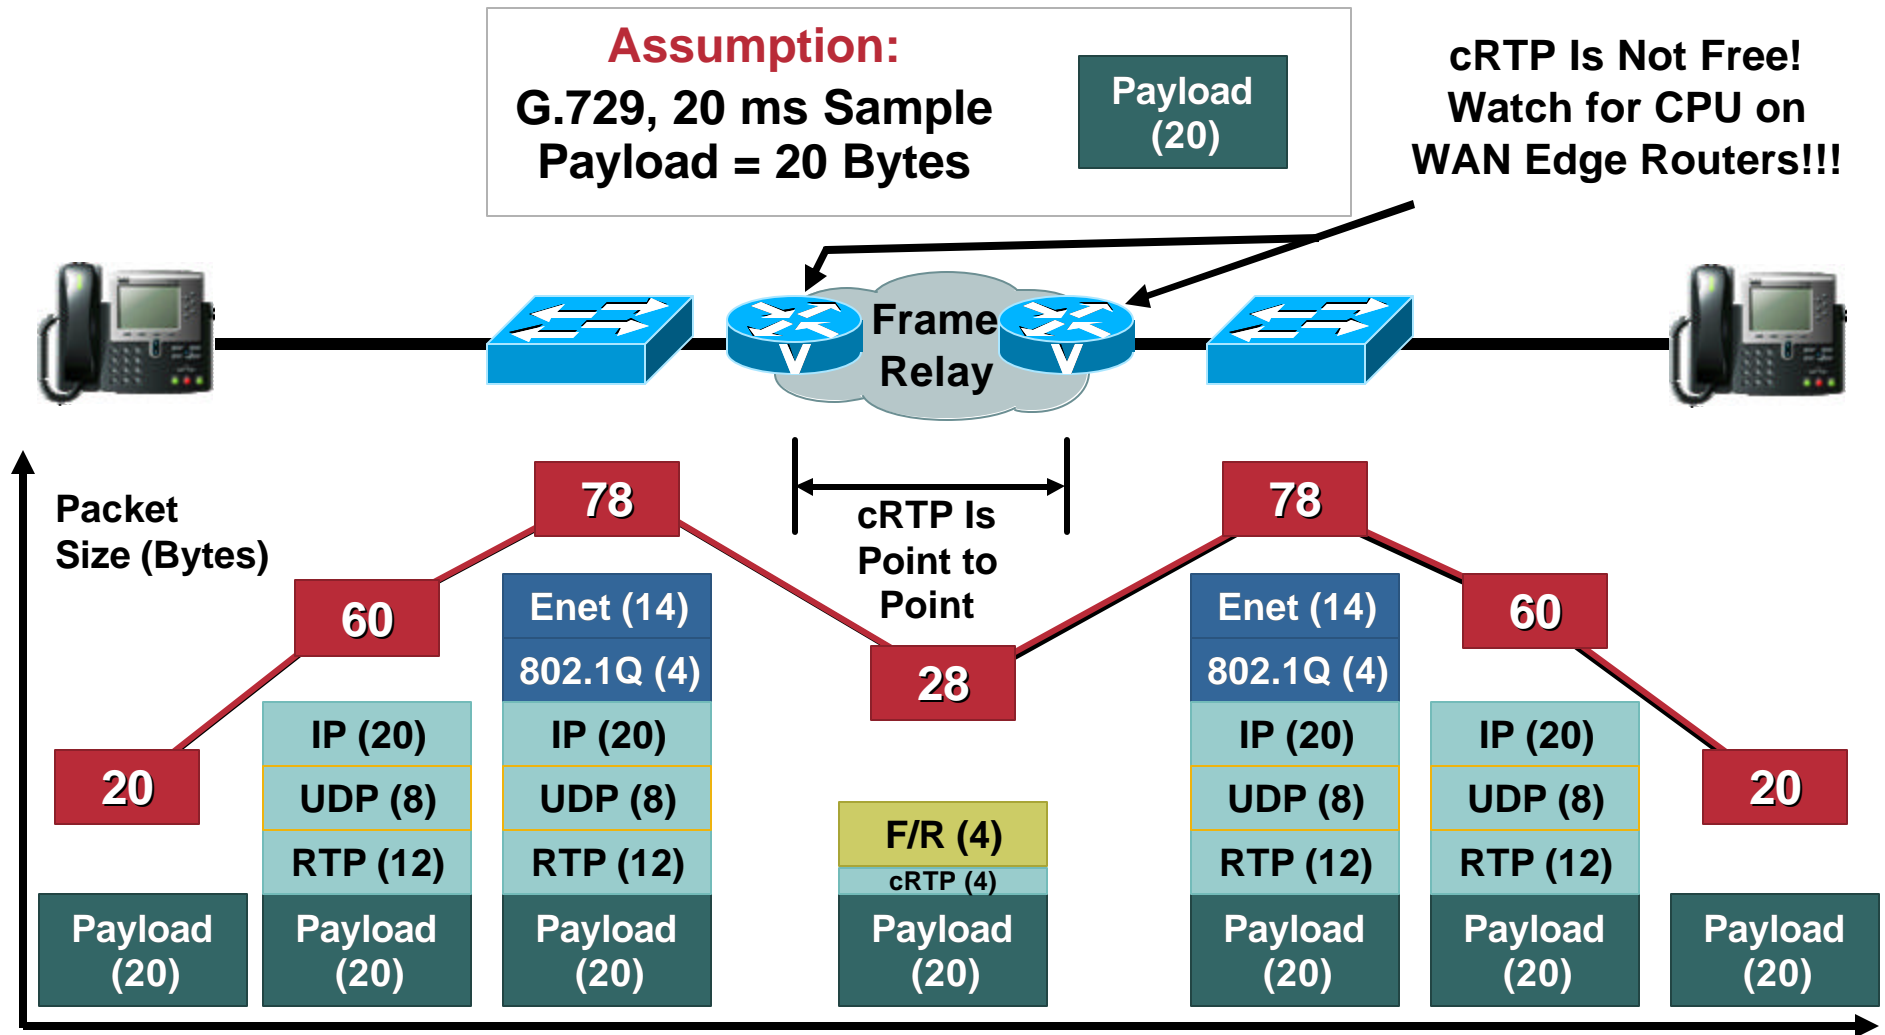 Assumption:
G.729, 20 ms Sample
Payload = 20 Bytes
Payload
(20)
cRTP Is Not Free!
Watch for CPU on
WAN Edge Routers!!!
Frame
Relay
V
V
Packet
Size (Bytes)
cRTP Is
Point to
Point
20
60
78
28
78
60
20
Payload
(20)
IP (20)
UDP (8)
RTP (12)
Payload
(20)
Enet (14)
802.1Q (4)
IP (20)
UDP (8)
RTP (12)
Payload
(20)
F/R (4)
cRTP (4)
Payload
(20)
Enet (14)
802.1Q (4)
IP (20)
UDP (8)
RTP (12)
Payload
(20)
IP (20)
UDP (8)
RTP (12)
Payload
(20)
Payload
(20)